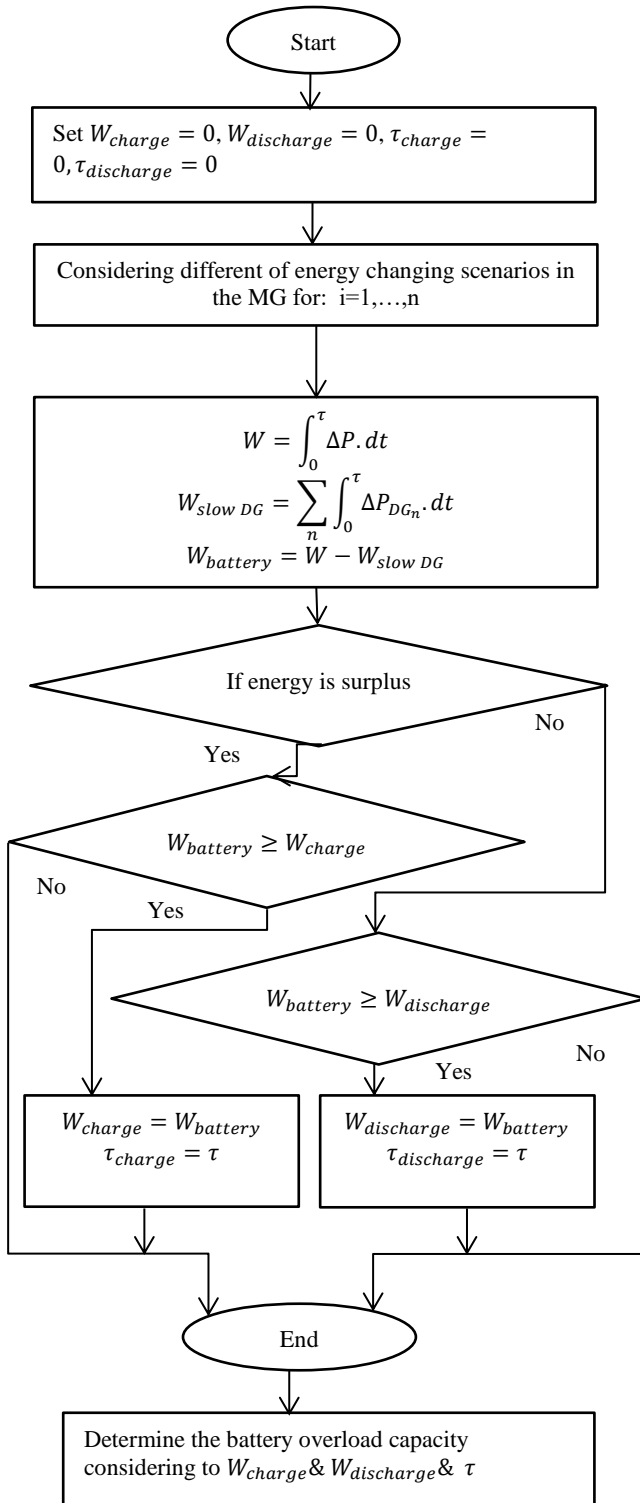 Start
Set W_charge = 0, W_discharge = 0, τ_charge =
0, τ_discharge = 0
Considering different of energy changing scenarios in
the MG for: i=1,…,n
W = ∫_0^τ ΔP. dt
W_slow DG = ∑_n ∫_0^τ ΔP_DG_n. dt
W_battery = W − W_slow DG
If energy is surplus
No
Yes
W_battery ≥ W_charge
No
Yes
W_battery ≥ W_discharge
No
Yes
W_charge = W_battery
τ_charge = τ
W_discharge = W_battery
τ_discharge = τ
End
Determine the battery overload capacity
considering to W_charge& W_discharge& τ